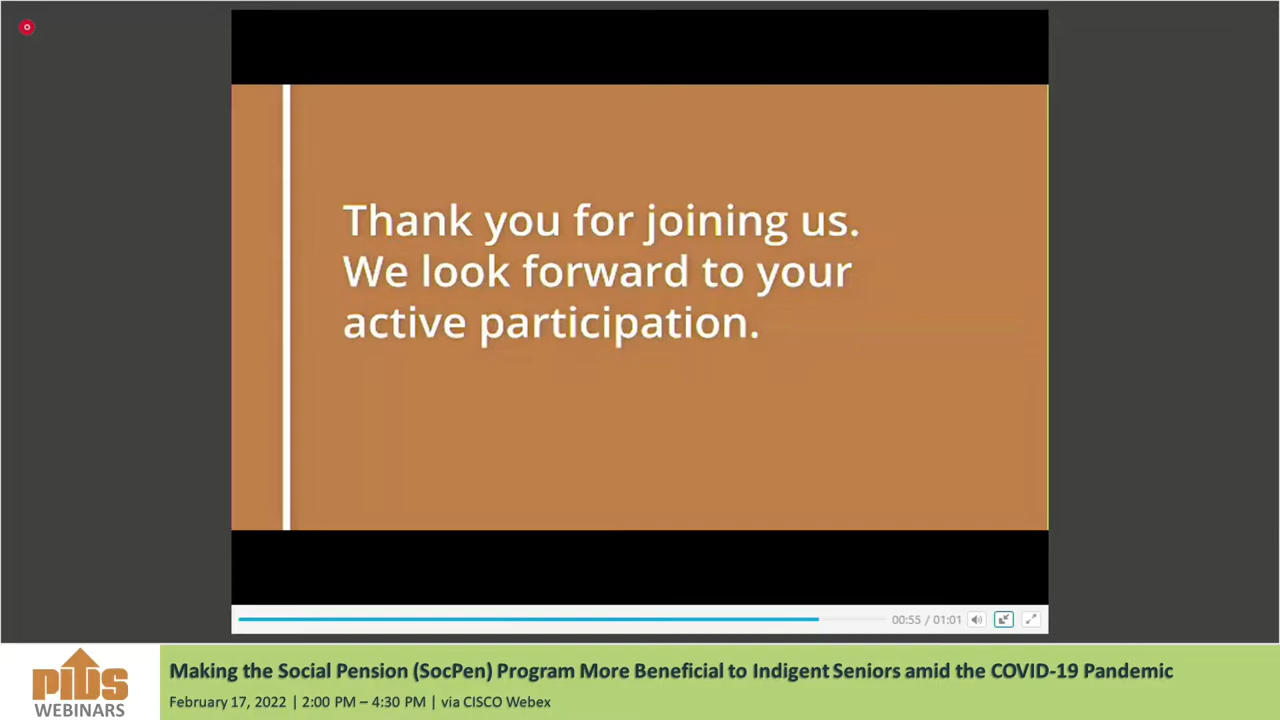 Thank you for joining us.
We look forward to your
active participation.
00:55 / 01:01
PIDS
WEBINARS
Making the Social Pension (SocPen) Program More Beneficial to Indigent Seniors amid the COVID-19 Pandemic
February 17, 2022 | 2:00 PM – 4:30 PM | via CISCO Webex